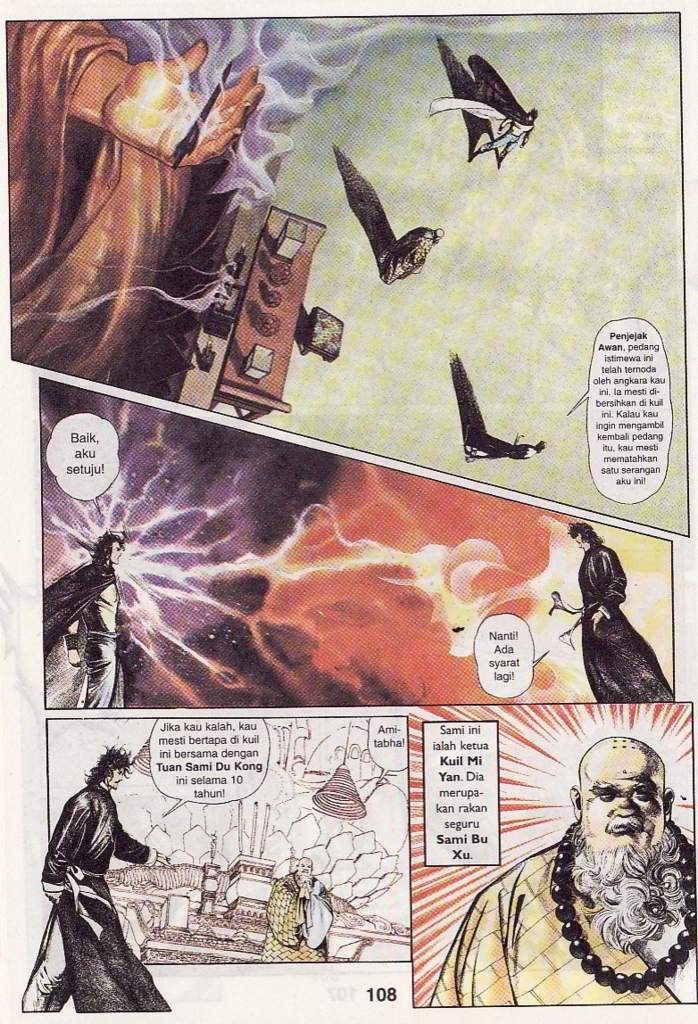 Penjejak
Awan, pedang
istimewa ini
telah ternoda
oleh angkara kau
ini. Ia mesti di-
bersihkan di kuil
ini. Kalau kau
ingin mengambil
kembali pedang
itu, kau mesti
mematahkan
satu serangan
aku ini!
Baik,
aku
setuju!
Nanti!
Ada
syarat
lagi!
Jika kau kalah, kau
mesti bertapa di kuil
ini bersama dengan
Tuan Sami Du Kong
ini selama 10
tahun!
Ami-
tabha!
Sami ini
ialah ketua
Kuil Mi
Yan. Dia
merupa-
kan rakan
seguru
Sami Bu
Xu.
108